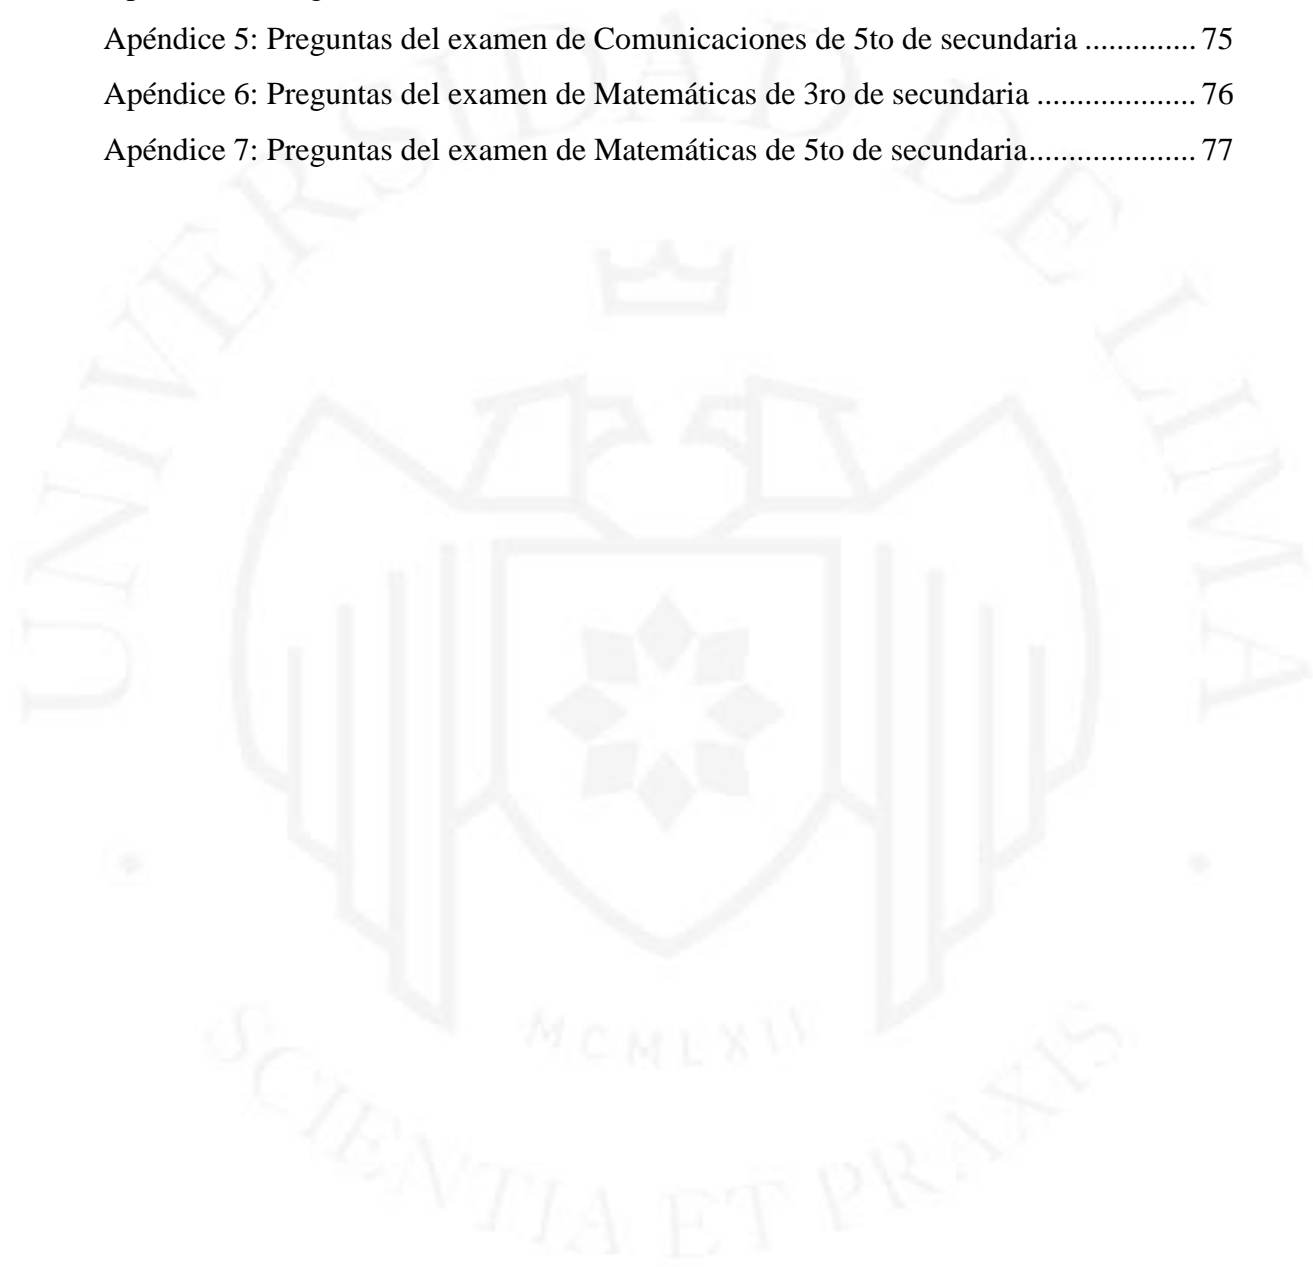 Apéndice 5: Preguntas del examen de Comunicaciones de 5to de secundaria .............. 75
Apéndice 6: Preguntas del examen de Matemáticas de 3ro de secundaria .................... 76
Apéndice 7: Preguntas del examen de Matemáticas de 5to de secundaria..................... 77
UNIVERSIDAD DE LIMA
MCMLXII
SCIENTIA ET PRAXIS